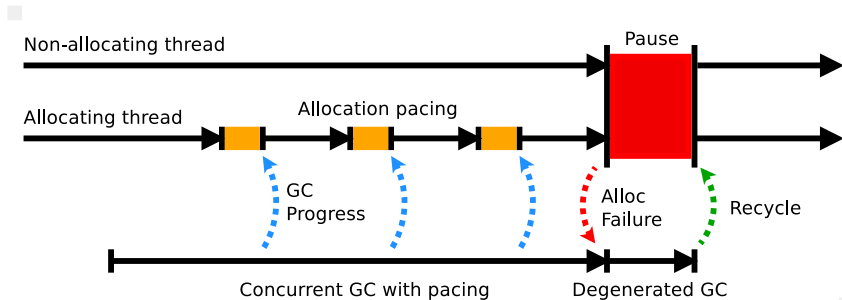 Pause
Non-allocating thread
Allocation pacing
Allocating thread
GC
Progress
Alloc
Failure
Recycle
Concurrent GC with pacing
Degenerated GC